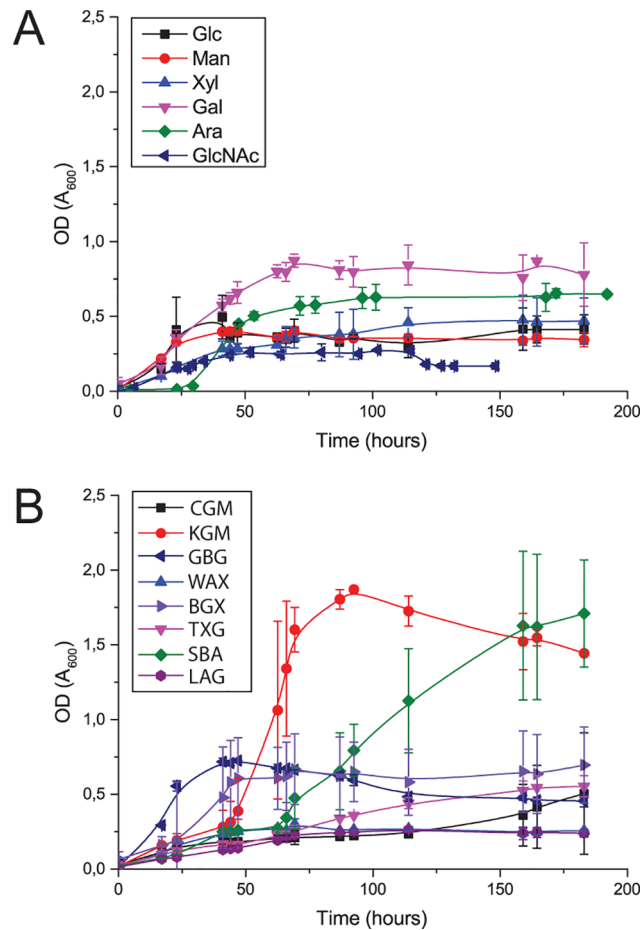 A
2,5
2,0
1,5
1,0
0,5
0,0
OD (A600)
Glc
Man
Xyl
Gal
Ara
GlcNAc
0
50
100
150
200
Time (hours)
B
2,5
2,0
1,5
1,0
0,5
0,0
OD (A600)
CGM
KGM
GBG
WAX
BGX
TXG
SBA
LAG
0
50
100
150
200
Time (hours)